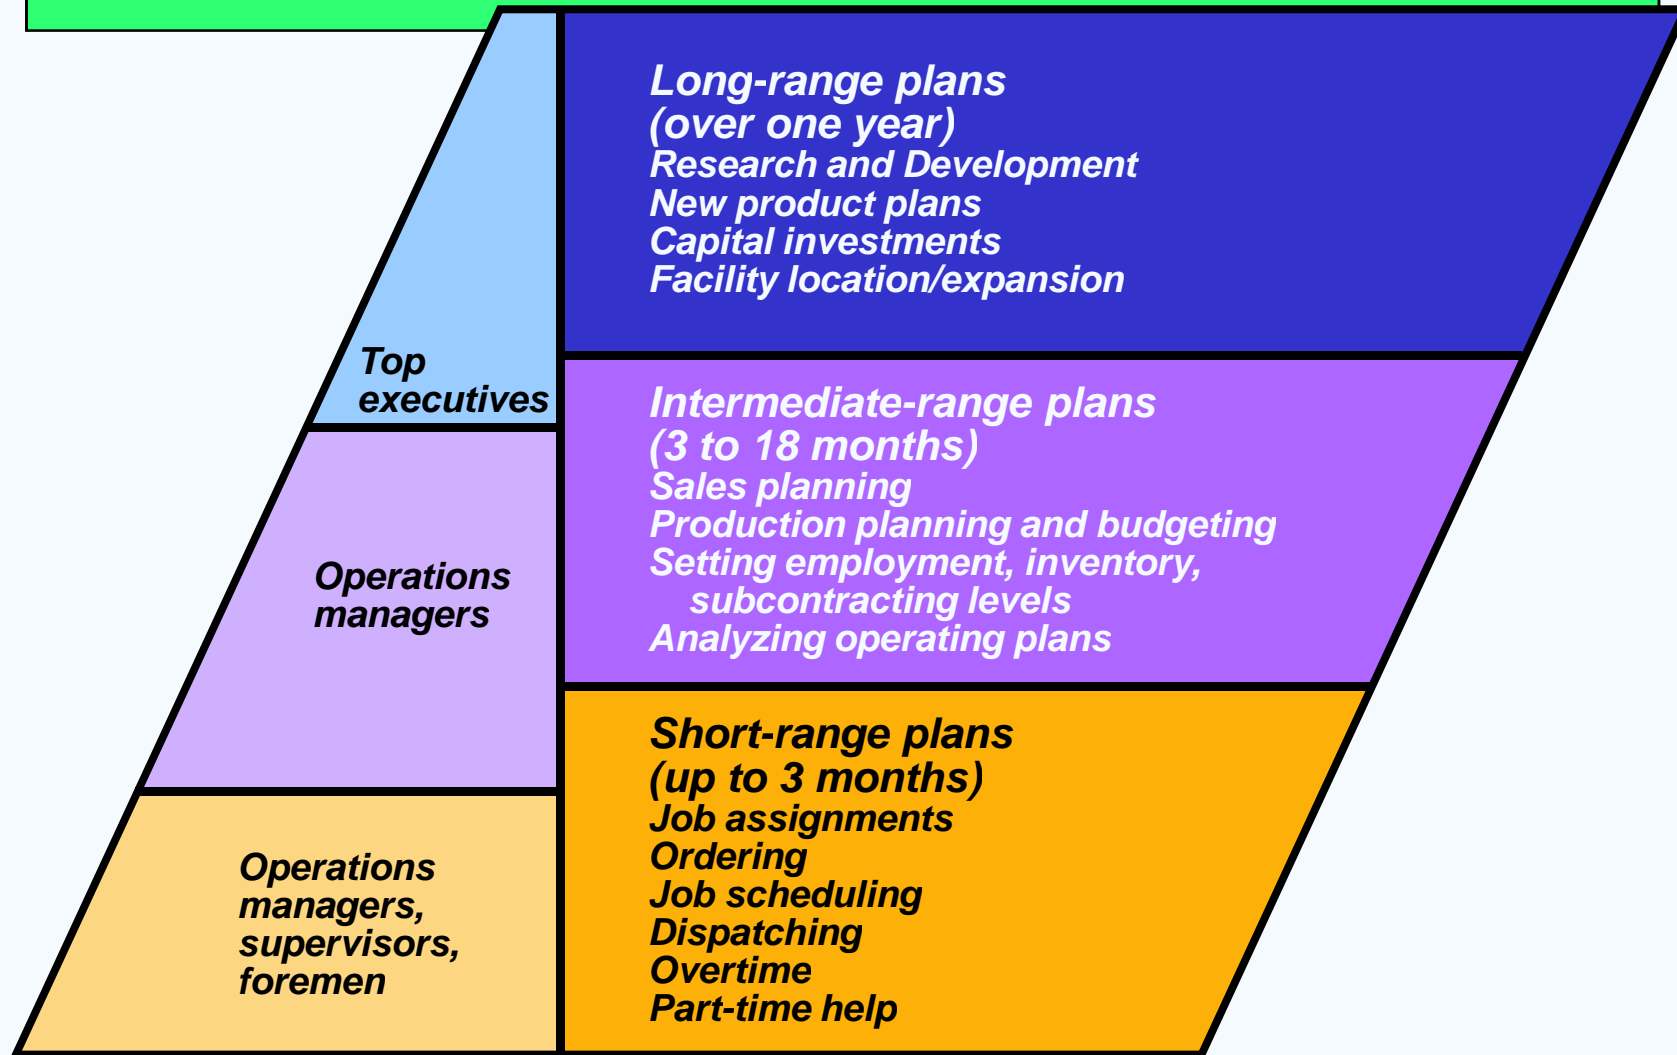 Long-range plans
(over one year)
Research and Development
New product plans
Capital investments
Facility location/expansion
Top
executives
Intermediate-range plans
(3 to 18 months)
Sales planning
Production planning and budgeting
Setting employment, inventory,
subcontracting levels
Analyzing operating plans
Operations
managers
Short-range plans
(up to 3 months)
Job assignments
Ordering
Job scheduling
Dispatching
Overtime
Part-time help
Operations
managers,
supervisors,
foremen